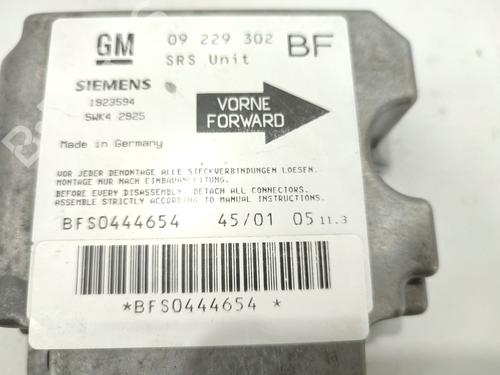 GM 09 229 302 BF
SRS Unit
SIEMENS
1923594
5WK4 2925
VORNE
FORWARD
Made in Germany
VOR JEDER DEMONTAGE ALLE STECKVERBINDUNGEN LOESEN.
MONTAGE NUR NACH EINBAUANLEITUNG.
BEFORE EVERY DISASSEMBLY, DETACH ALL CONNECTORS.
ASSEMBLE STRICTLY ACCORDING TO MANUAL INSTRUCTIONS.
BFS0444654 45/01 05 11.3
*BFS0444654 *